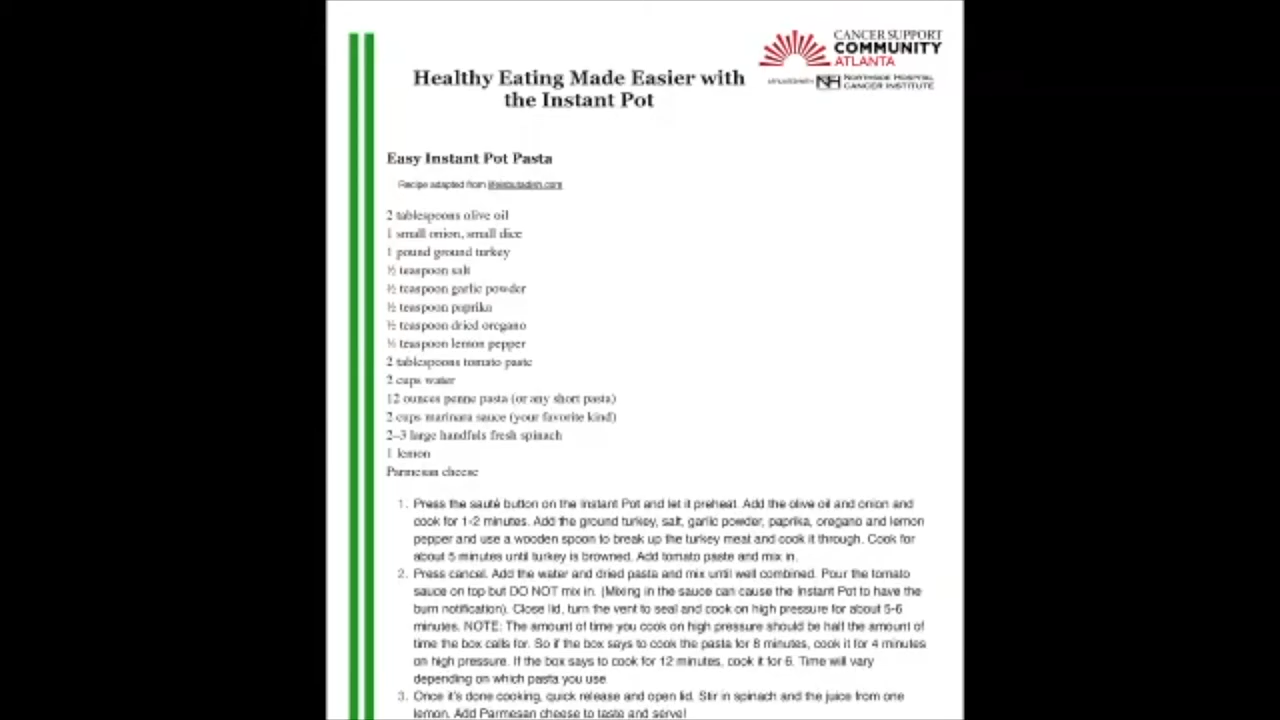 CANCER SUPPORT
COMMUNITY
ATLANTA
NORTHSIDE HOSPITAL
CANCER INSTITUTE
Healthy Eating Made Easier with
the Instant Pot
Easy Instant Pot Pasta
Recipe adapted from
2 tablespoons olive oil
1 small onion, small dice
1 pound ground turkey
½ teaspoon salt
½ teaspoon garlic powder
½ teaspoon paprika
½ teaspoon dried oregano
teaspoon lemon pepper
2 tablespoons tomato paste
2 cups water
12 ounces penne pasta (or any short pasta)
2 cups marinara sauce (your favorite kind)
2–3 large handfuls fresh spinach
1 lemon
Parmesan cheese
1. Press the sauté button on the Instant Pot and let it preheat. Add the olive oil and onion and
cook for 1-2 minutes. Add the ground turkey, salt, garlic powder, paprika, oregano and lemon
pepper and use a wooden spoon to break up the turkey meat and cook it through. Cook for
about 5 minutes until turkey is browned. Add tomato paste and mix in.
2. Press cancel. Add the water and dried pasta and mix until well combined. Pour the tomato
sauce on top but DO NOT mix in. (Mixing in the sauce can cause the Instant Pot to have the
burn notification). Close lid, turn the vent to seal and cook on high pressure for about 5-6
minutes. NOTE: The amount of time you cook on high pressure should be half the amount of
time the box calls for. So if the box says to cook the pasta for 8 minutes, cook it for 4 minutes
on high pressure. If the box says to cook for 12 minutes, cook it for 6. Time will vary
depending on which pasta you use.
3. Once it's done cooking, quick release and open lid. Stir in spinach and the juice from one
lemon. Add Parmesan cheese to taste and serve!